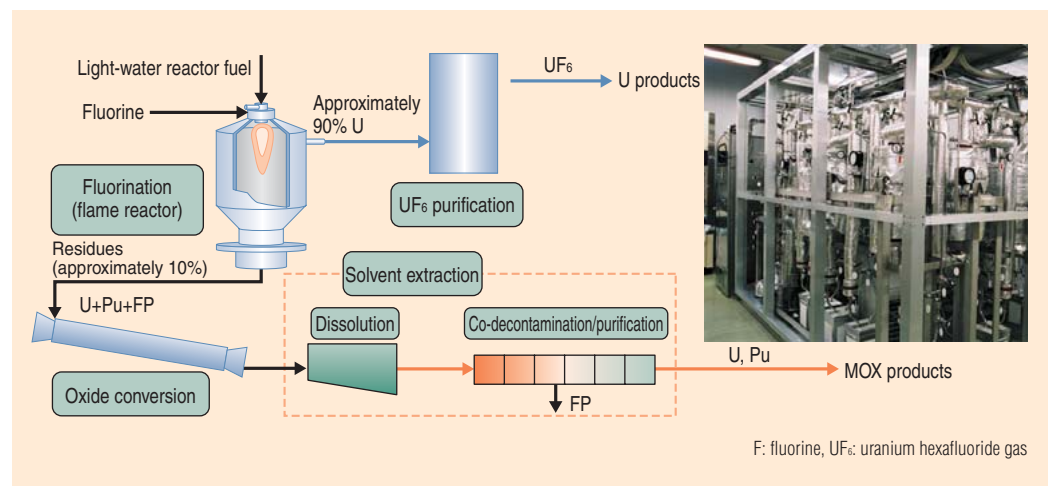 Light-water reactor fuel
Fluorine
Approximately
90% U
UF₆
U products
Fluorination
(flame reactor)
UF₆ purification
Residues
(approximately 10%)
U+Pu+FP
Solvent extraction
Dissolution
Co-decontamination/purification
Oxide conversion
FP
U, Pu
MOX products
F: fluorine, UF₆: uranium hexafluoride gas